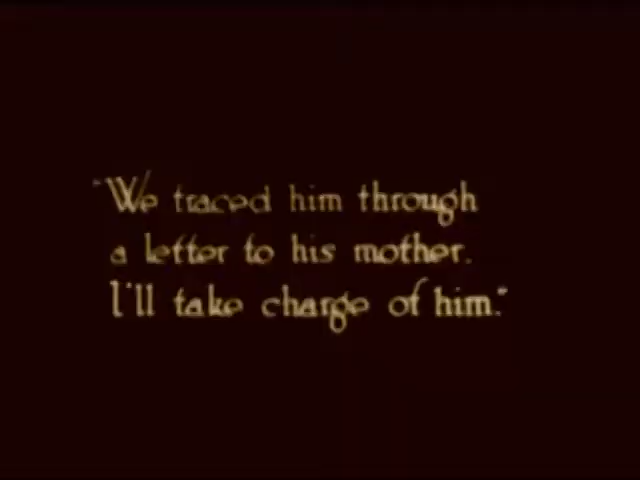 "We traced him through
a letter to his mother.
I'll take charge of him."